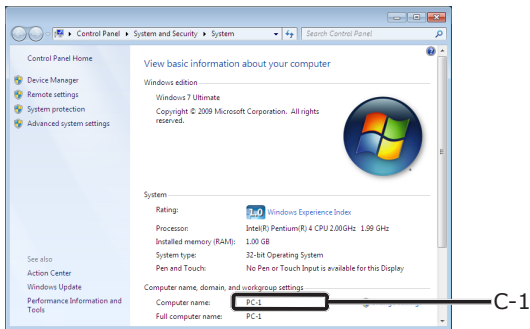 Control Panel ▸ System and Security ▸ System
Search Control Panel
Control Panel Home
Device Manager
Remote settings
System protection
Advanced system settings
See also
Action Center
Windows Update
Performance Information and
Tools
View basic information about your computer
Windows edition
Windows 7 Ultimate
Copyright © 2009 Microsoft Corporation. All rights
reserved.
System
Rating: 1,0 Windows Experience Index
Processor: Intel(R) Pentium(R) 4 CPU 2.00GHz 1.99 GHz
Installed memory (RAM): 1.00 GB
System type: 32-bit Operating System
Pen and Touch: No Pen or Touch Input is available for this Display
Computer name, domain, and workgroup settings
Computer name: PC-1
Full computer name: PC-1
C-1